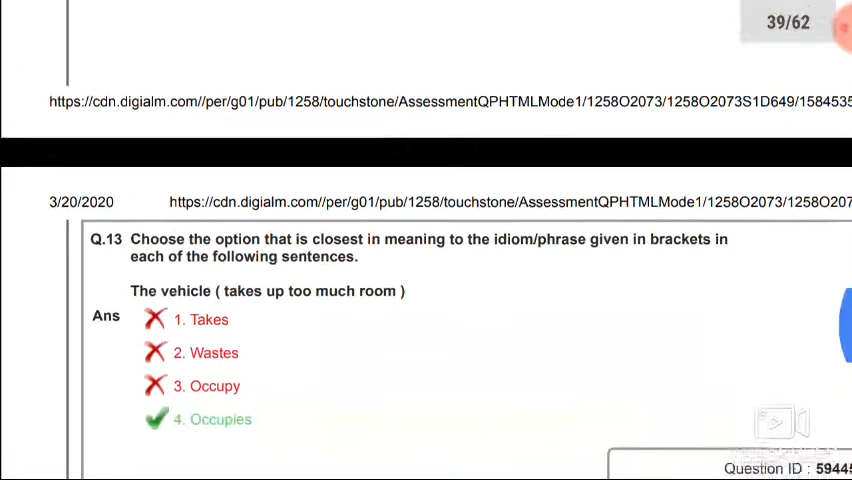 39/62
https://cdn.digialm.com//per/g01/pub/1258/touchstone/AssessmentQPHTMLMode1/1258O2073/1258O2073S1D649/1584535
3/20/2020 https://cdn.digialm.com//per/g01/pub/1258/touchstone/AssessmentQPHTMLMode1/1258O2073/1258O207
Q.13 Choose the option that is closest in meaning to the idiom/phrase given in brackets in
each of the following sentences.
The vehicle ( takes up too much room )
Ans
1. Takes
2. Wastes
3. Occupy
4. Occupies
Question ID : 59445